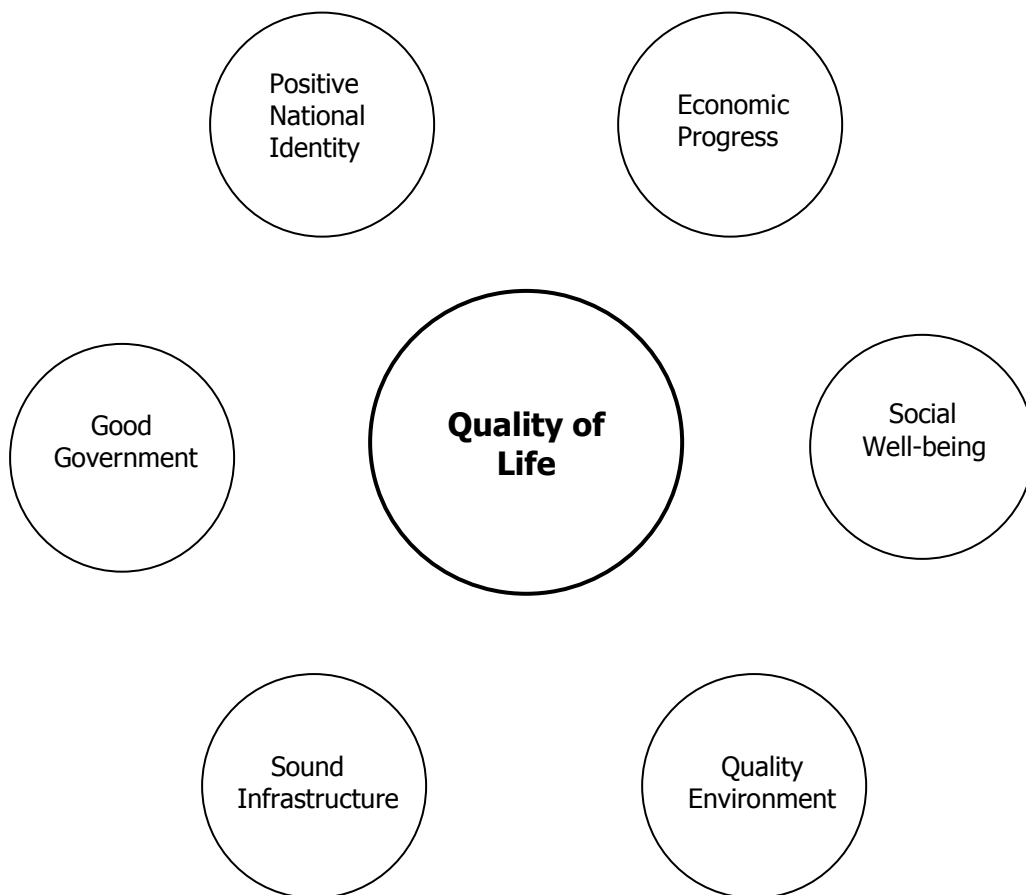 Positive
National
Identity
Economic
Progress
Good
Government
Quality of
Life
Social
Well-being
Sound
Infrastructure
Quality
Environment